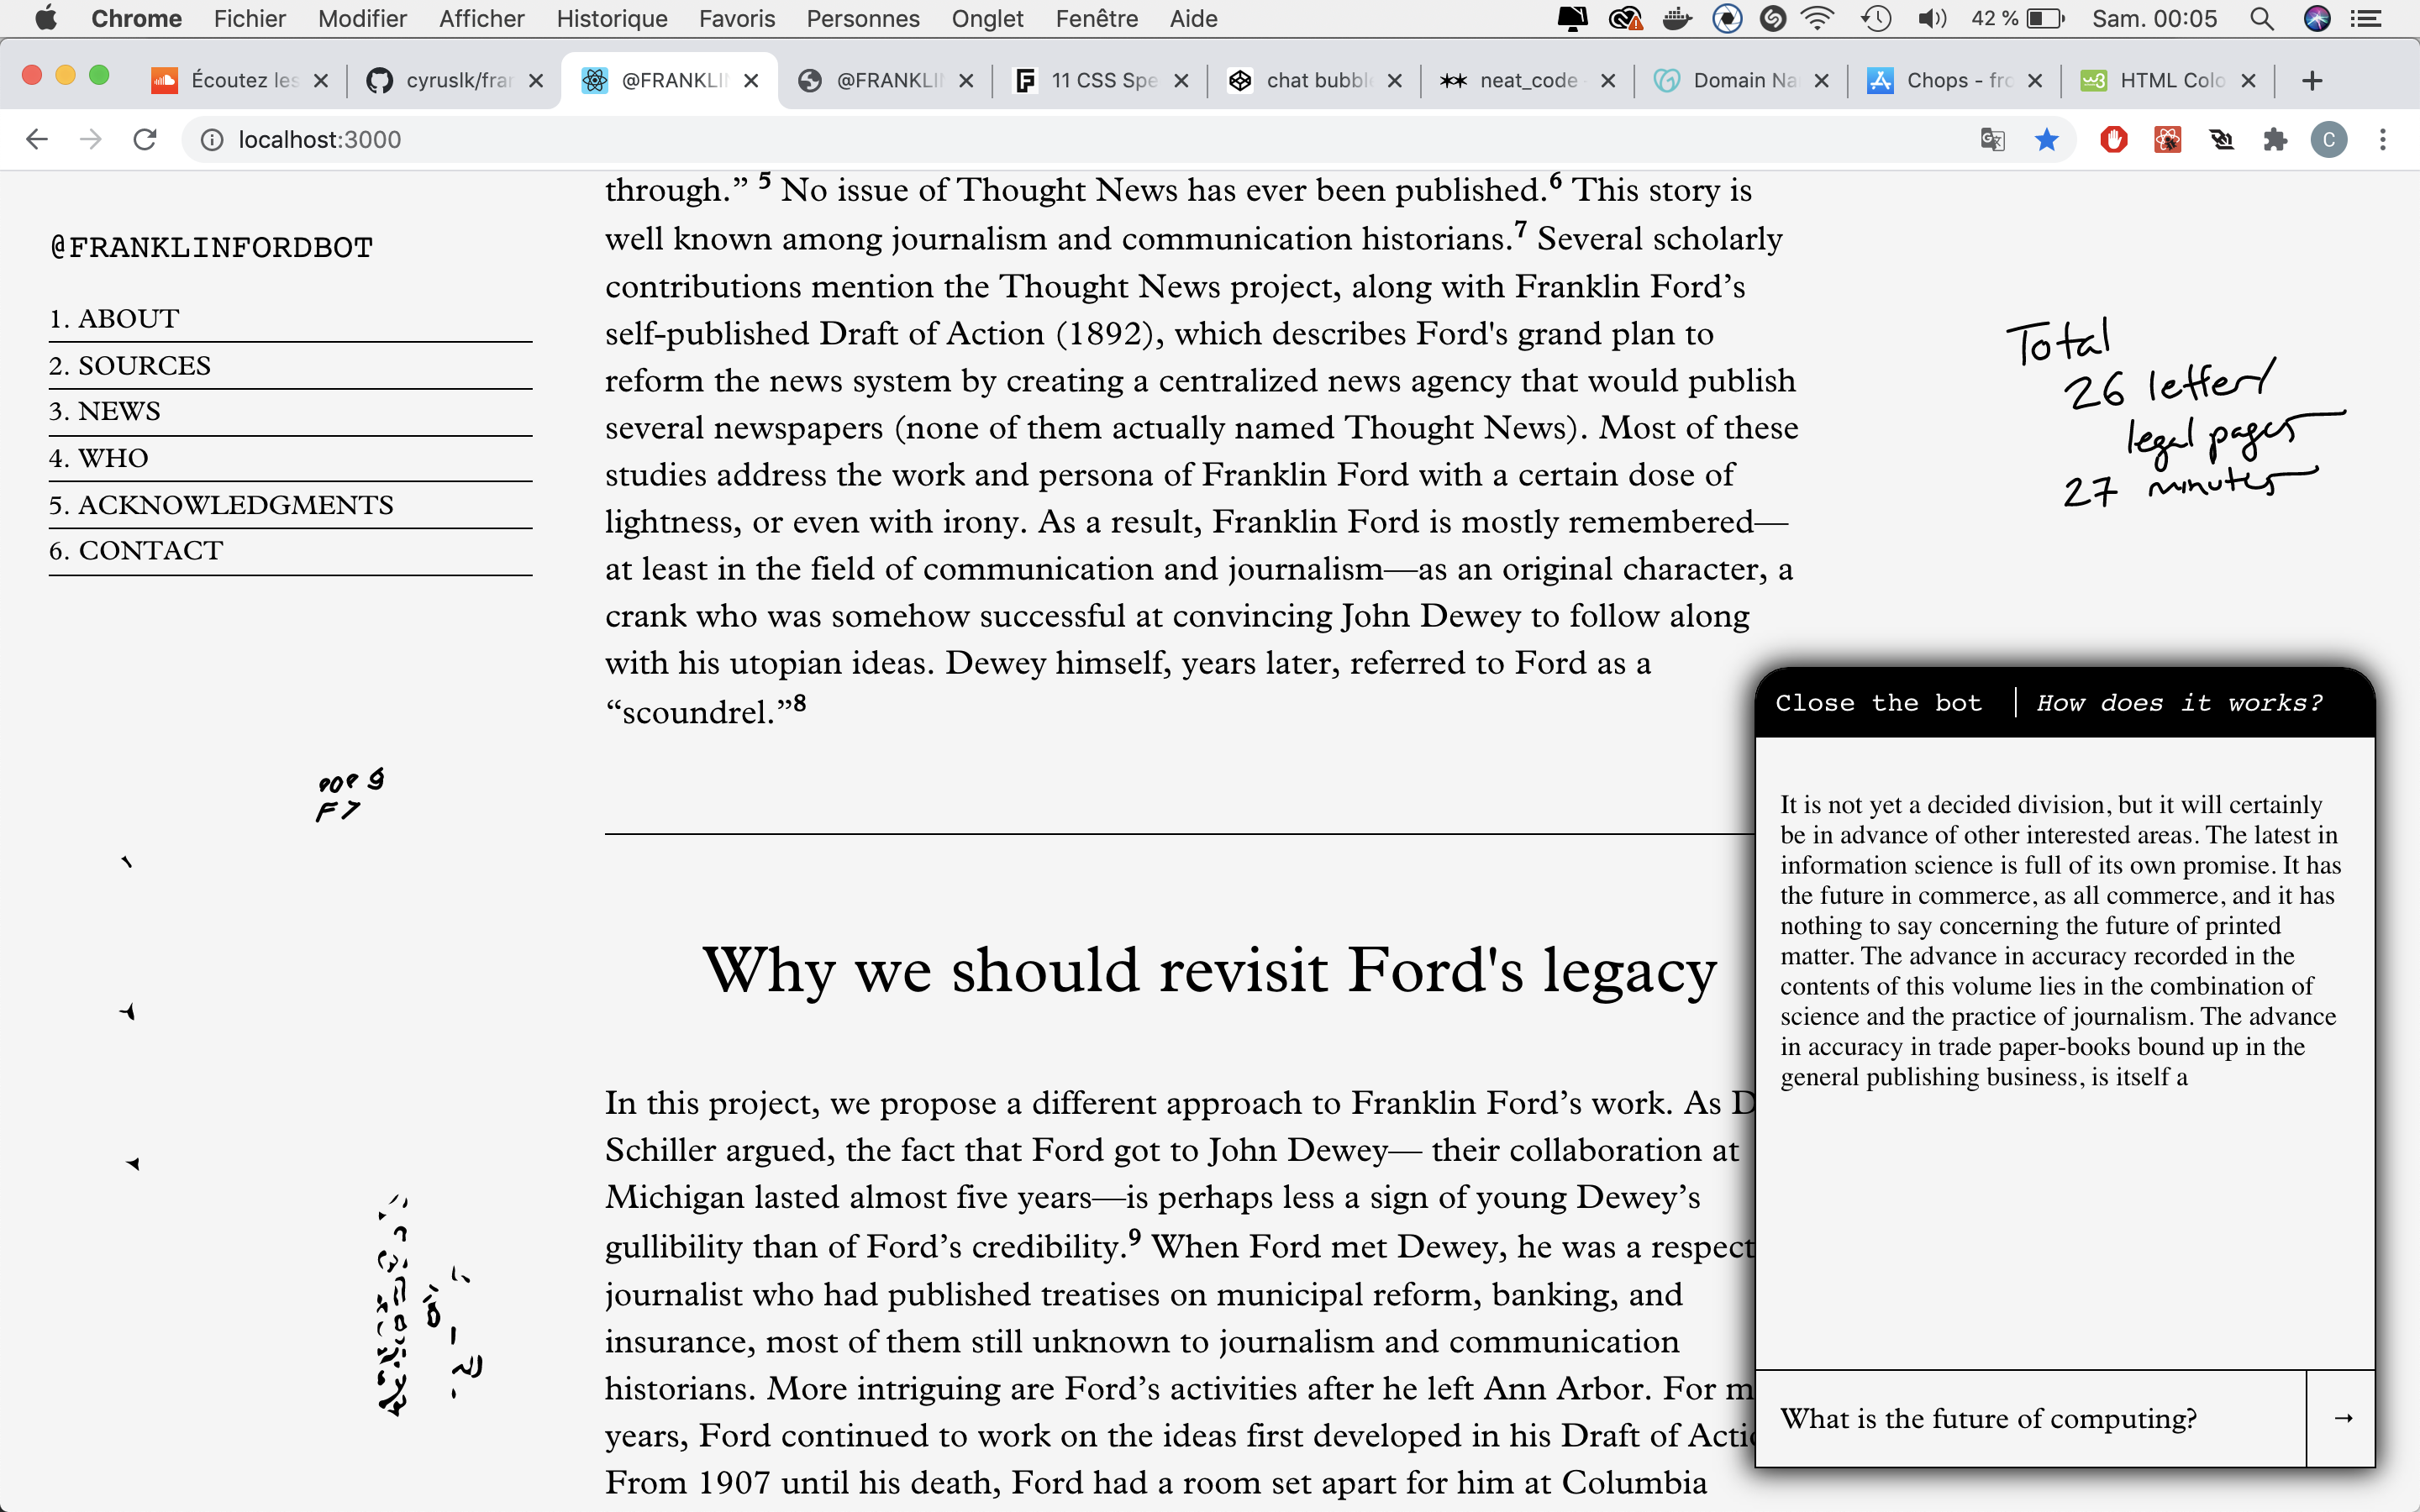 Chrome Fichier Modifier Afficher Historique Favoris Personnes Onglet Fenêtre Aide 42 % Sam. 00:05
Écoutez les cyruslk/fran @FRANKLIN @FRANKLIN 11 CSS Spe chat bubble neat_code Domain Na Chops - fro HTML Colo
localhost:3000 C
@FRANKLINFORDBOT
1. ABOUT
2. SOURCES
3. NEWS
4. WHO
5. ACKNOWLEDGMENTS
6. CONTACT
through.” 5 No issue of Thought News has ever been published.6 This story is
well known among journalism and communication historians.7 Several scholarly
contributions mention the Thought News project, along with Franklin Ford’s
self-published Draft of Action (1892), which describes Ford's grand plan to
reform the news system by creating a centralized news agency that would publish
several newspapers (none of them actually named Thought News). Most of these
studies address the work and persona of Franklin Ford with a certain dose of
lightness, or even with irony. As a result, Franklin Ford is mostly remembered—
at least in the field of communication and journalism—as an original character, a
crank who was somehow successful at convincing John Dewey to follow along
with his utopian ideas. Dewey himself, years later, referred to Ford as a
“scoundrel.”8
Why we should revisit Ford's legacy
In this project, we propose a different approach to Franklin Ford’s work. As D
Schiller argued, the fact that Ford got to John Dewey— their collaboration at
Michigan lasted almost five years—is perhaps less a sign of young Dewey’s
gullibility than of Ford’s credibility.9 When Ford met Dewey, he was a respect
journalist who had published treatises on municipal reform, banking, and
insurance, most of them still unknown to journalism and communication
historians. More intriguing are Ford’s activities after he left Ann Arbor. For m
years, Ford continued to work on the ideas first developed in his Draft of Actio
From 1907 until his death, Ford had a room set apart for him at Columbia
Total
26 letter/
legal pages
27 minutes
Close the bot | How does it works?
It is not yet a decided division, but it will certainly
be in advance of other interested areas. The latest in
information science is full of its own promise. It has
the future in commerce, as all commerce, and it has
nothing to say concerning the future of printed
matter. The advance in accuracy recorded in the
contents of this volume lies in the combination of
science and the practice of journalism. The advance
in accuracy in trade paper-books bound up in the
general publishing business, is itself a
What is the future of computing? →